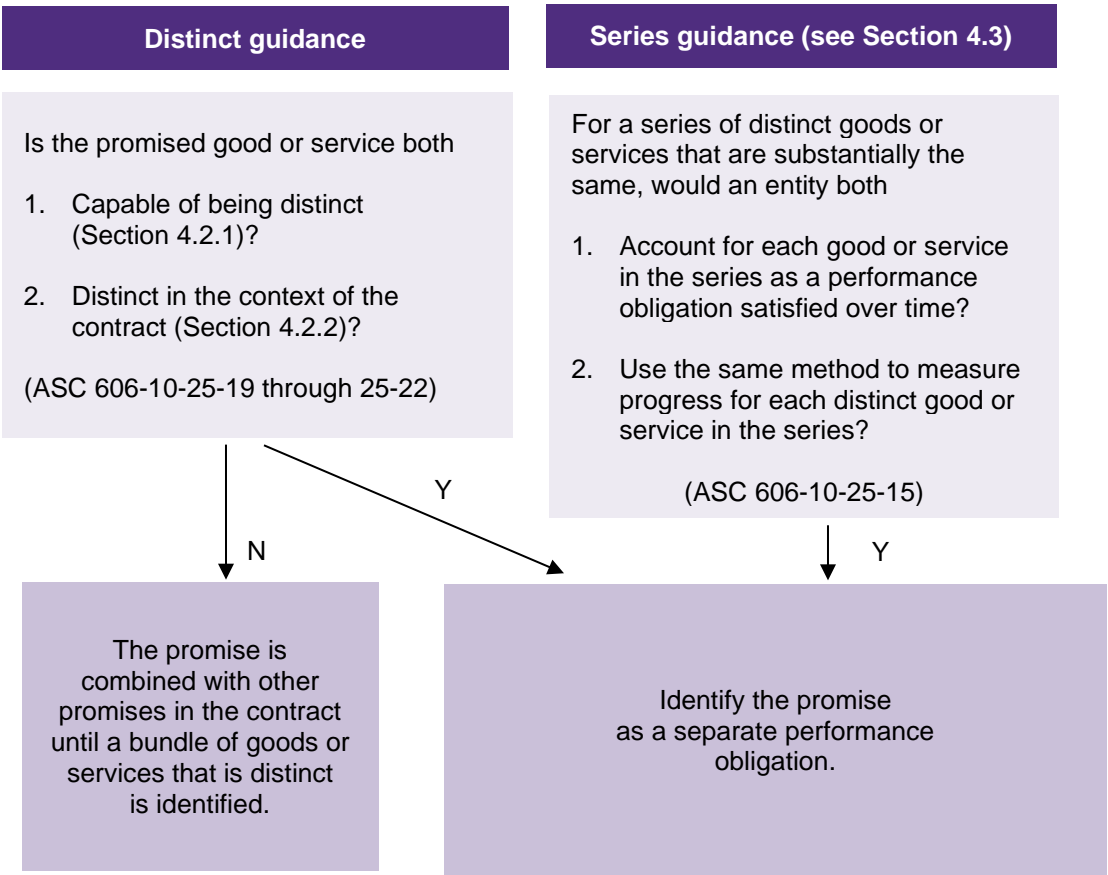 Distinct guidance
Is the promised good or service both
1. Capable of being distinct
(Section 4.2.1)?
2. Distinct in the context of the
contract (Section 4.2.2)?
(ASC 606-10-25-19 through 25-22)
Series guidance (see Section 4.3)
For a series of distinct goods or
services that are substantially the
same, would an entity both
1. Account for each good or service
in the series as a performance
obligation satisfied over time?
2. Use the same method to measure
progress for each distinct good or
service in the series?
(ASC 606-10-25-15)
N
Y
Y
The promise is
combined with other
promises in the contract
until a bundle of goods or
services that is distinct
is identified.
Identify the promise
as a separate performance
obligation.